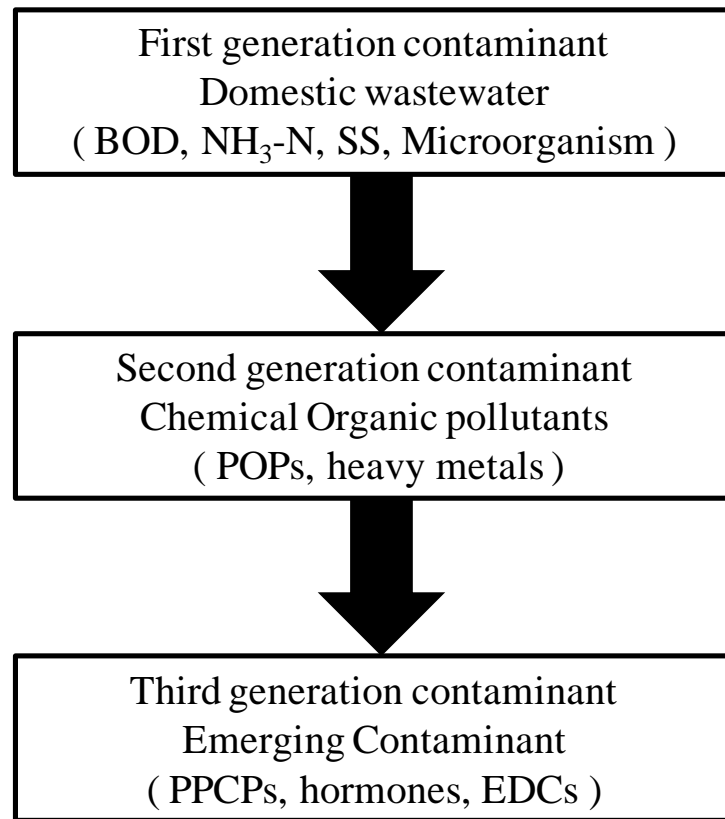 First generation contaminant
Domestic wastewater
( BOD, NH₃-N, SS, Microorganism )
Second generation contaminant
Chemical Organic pollutants
( POPs, heavy metals )
Third generation contaminant
Emerging Contaminant
( PPCPs, hormones, EDCs )